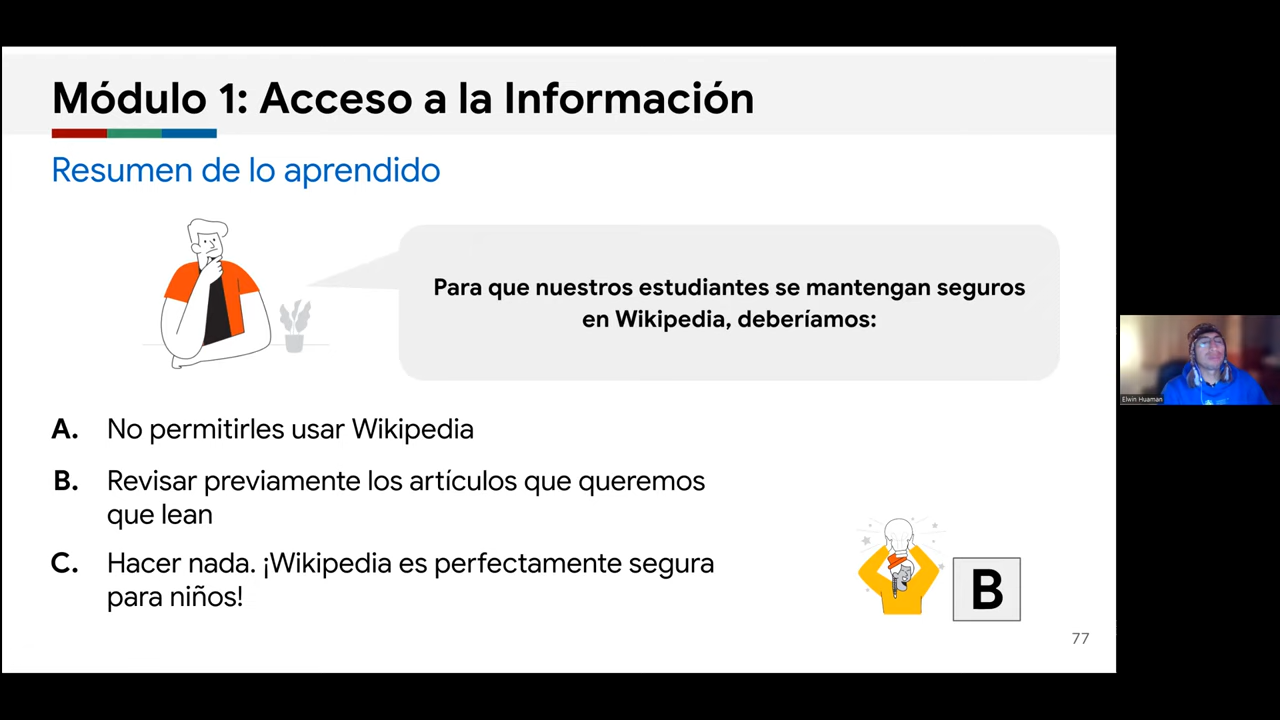 Módulo 1: Acceso a la Información
Resumen de lo aprendido
Para que nuestros estudiantes se mantengan seguros
en Wikipedia, deberíamos:
A. No permitirles usar Wikipedia
B. Revisar previamente los artículos que queremos
que lean
C. Hacer nada. ¡Wikipedia es perfectamente segura
para niños!
B
77
Elwin Huaman